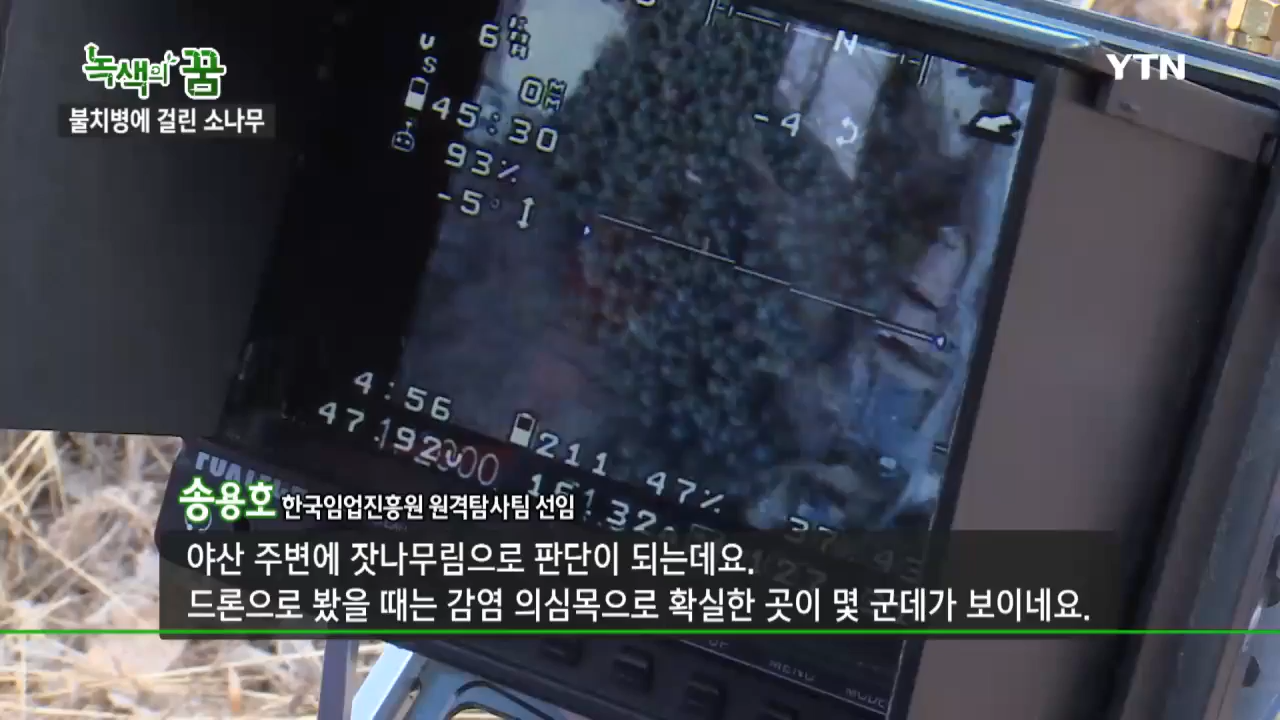 녹색의 꿈
YTN
불치병에 걸린 소나무
6
N
0
-4
45:30
93%
-5°
4:56
211 47%
송용호 한국임업진흥원 원격탐사팀 선임
야산 주변에 잣나무림으로 판단이 되는데요.
드론으로 봤을 때는 감염 의심목으로 확실한 곳이 몇 군데가 보이네요.
MENU MODE